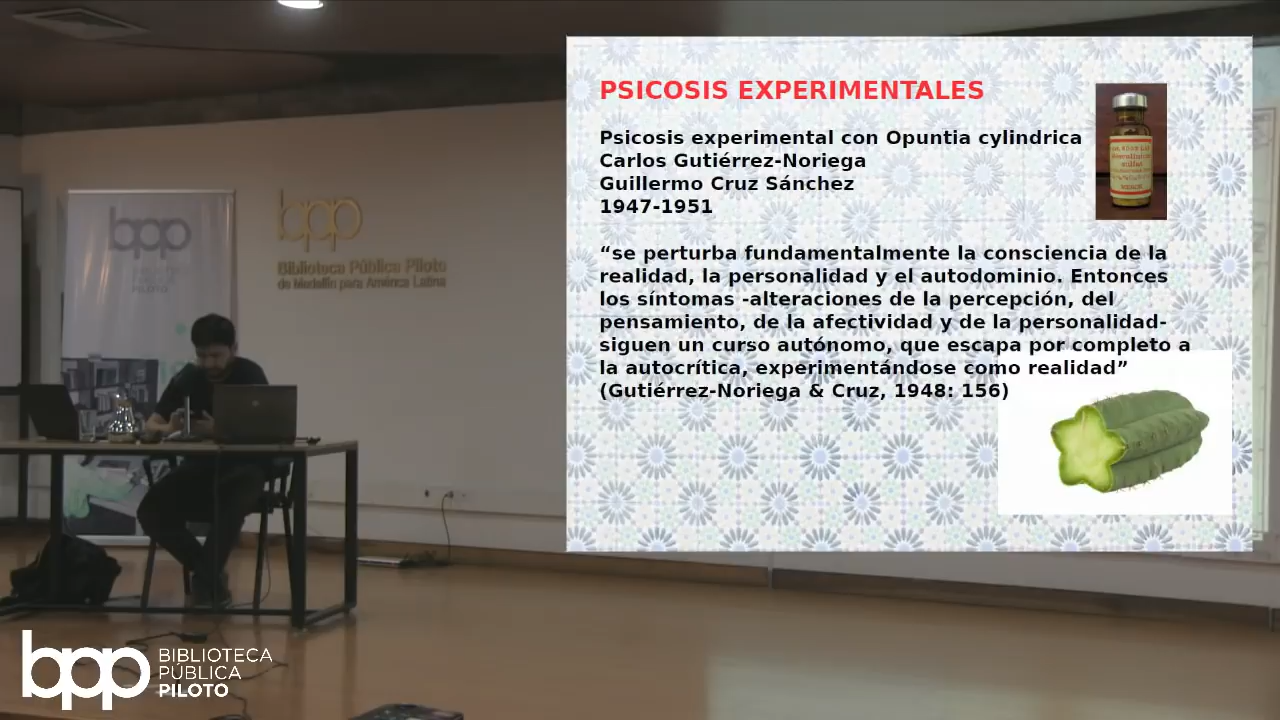 PSICOSIS EXPERIMENTALES
Psicosis experimental con Opuntia cylindrica
Carlos Gutiérrez-Noriega
Guillermo Cruz Sánchez
1947-1951
“se perturba fundamentalmente la consciencia de la
realidad, la personalidad y el autodominio. Entonces
los síntomas -alteraciones de la percepción, del
pensamiento, de la afectividad y de la personalidad-
siguen un curso autónomo, que escapa por completo a
la autocrítica, experimentándose como realidad”
(Gutiérrez-Noriega & Cruz, 1948: 156)
bpp
Biblioteca Pública Piloto
de Medellín para América Latina
bpp
PILOTO
bpp
BIBLIOTECA
PÚBLICA
PILOTO